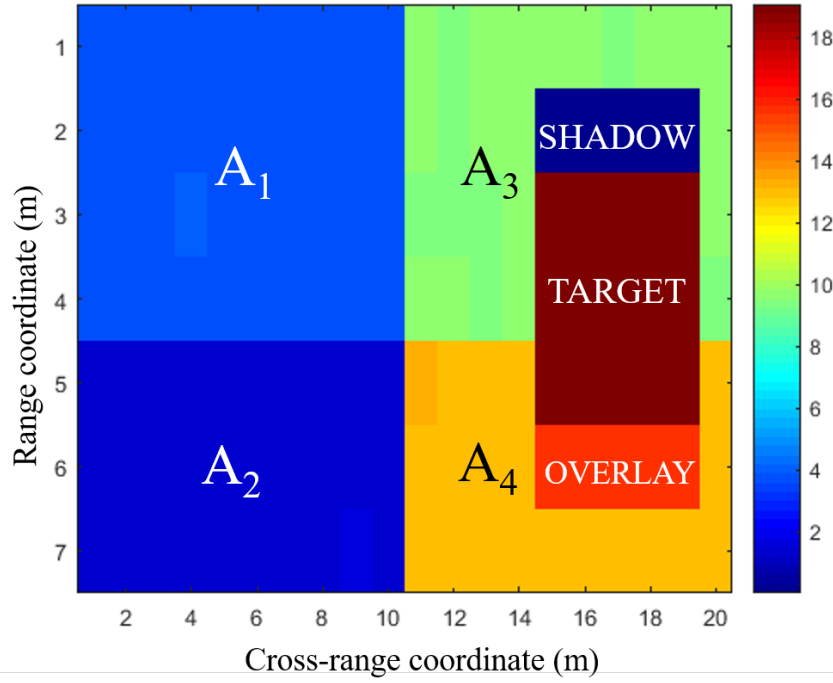 1
2
3
4
5
6
7
Range coordinate (m)
A1
A2
A3
A4
SHADOW
TARGET
OVERLAY
2 4 6 8 10 12 14 16 18 20
Cross-range coordinate (m)
18
16
14
12
10
8
6
4
2